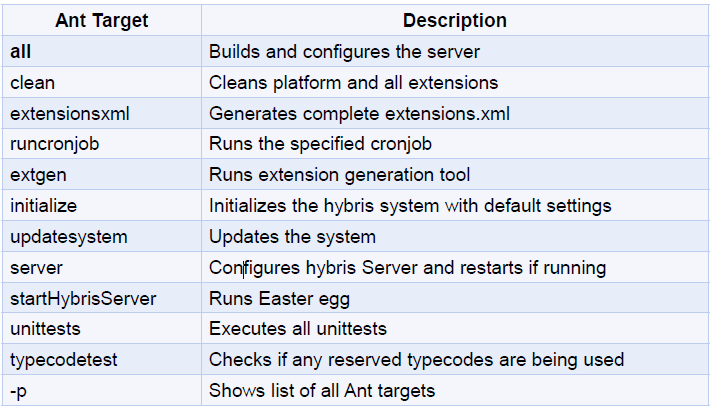 Ant Target Description
all Builds and configures the server
clean Cleans platform and all extensions
extensionsxml Generates complete extensions.xml
runcronjob Runs the specified cronjob
extgen Runs extension generation tool
initialize Initializes the hybris system with default settings
updatesystem Updates the system
server Configures hybris Server and restarts if running
startHybrisServer Runs Easter egg
unittests Executes all unittests
typecodetest Checks if any reserved typecodes are being used
-p Shows list of all Ant targets